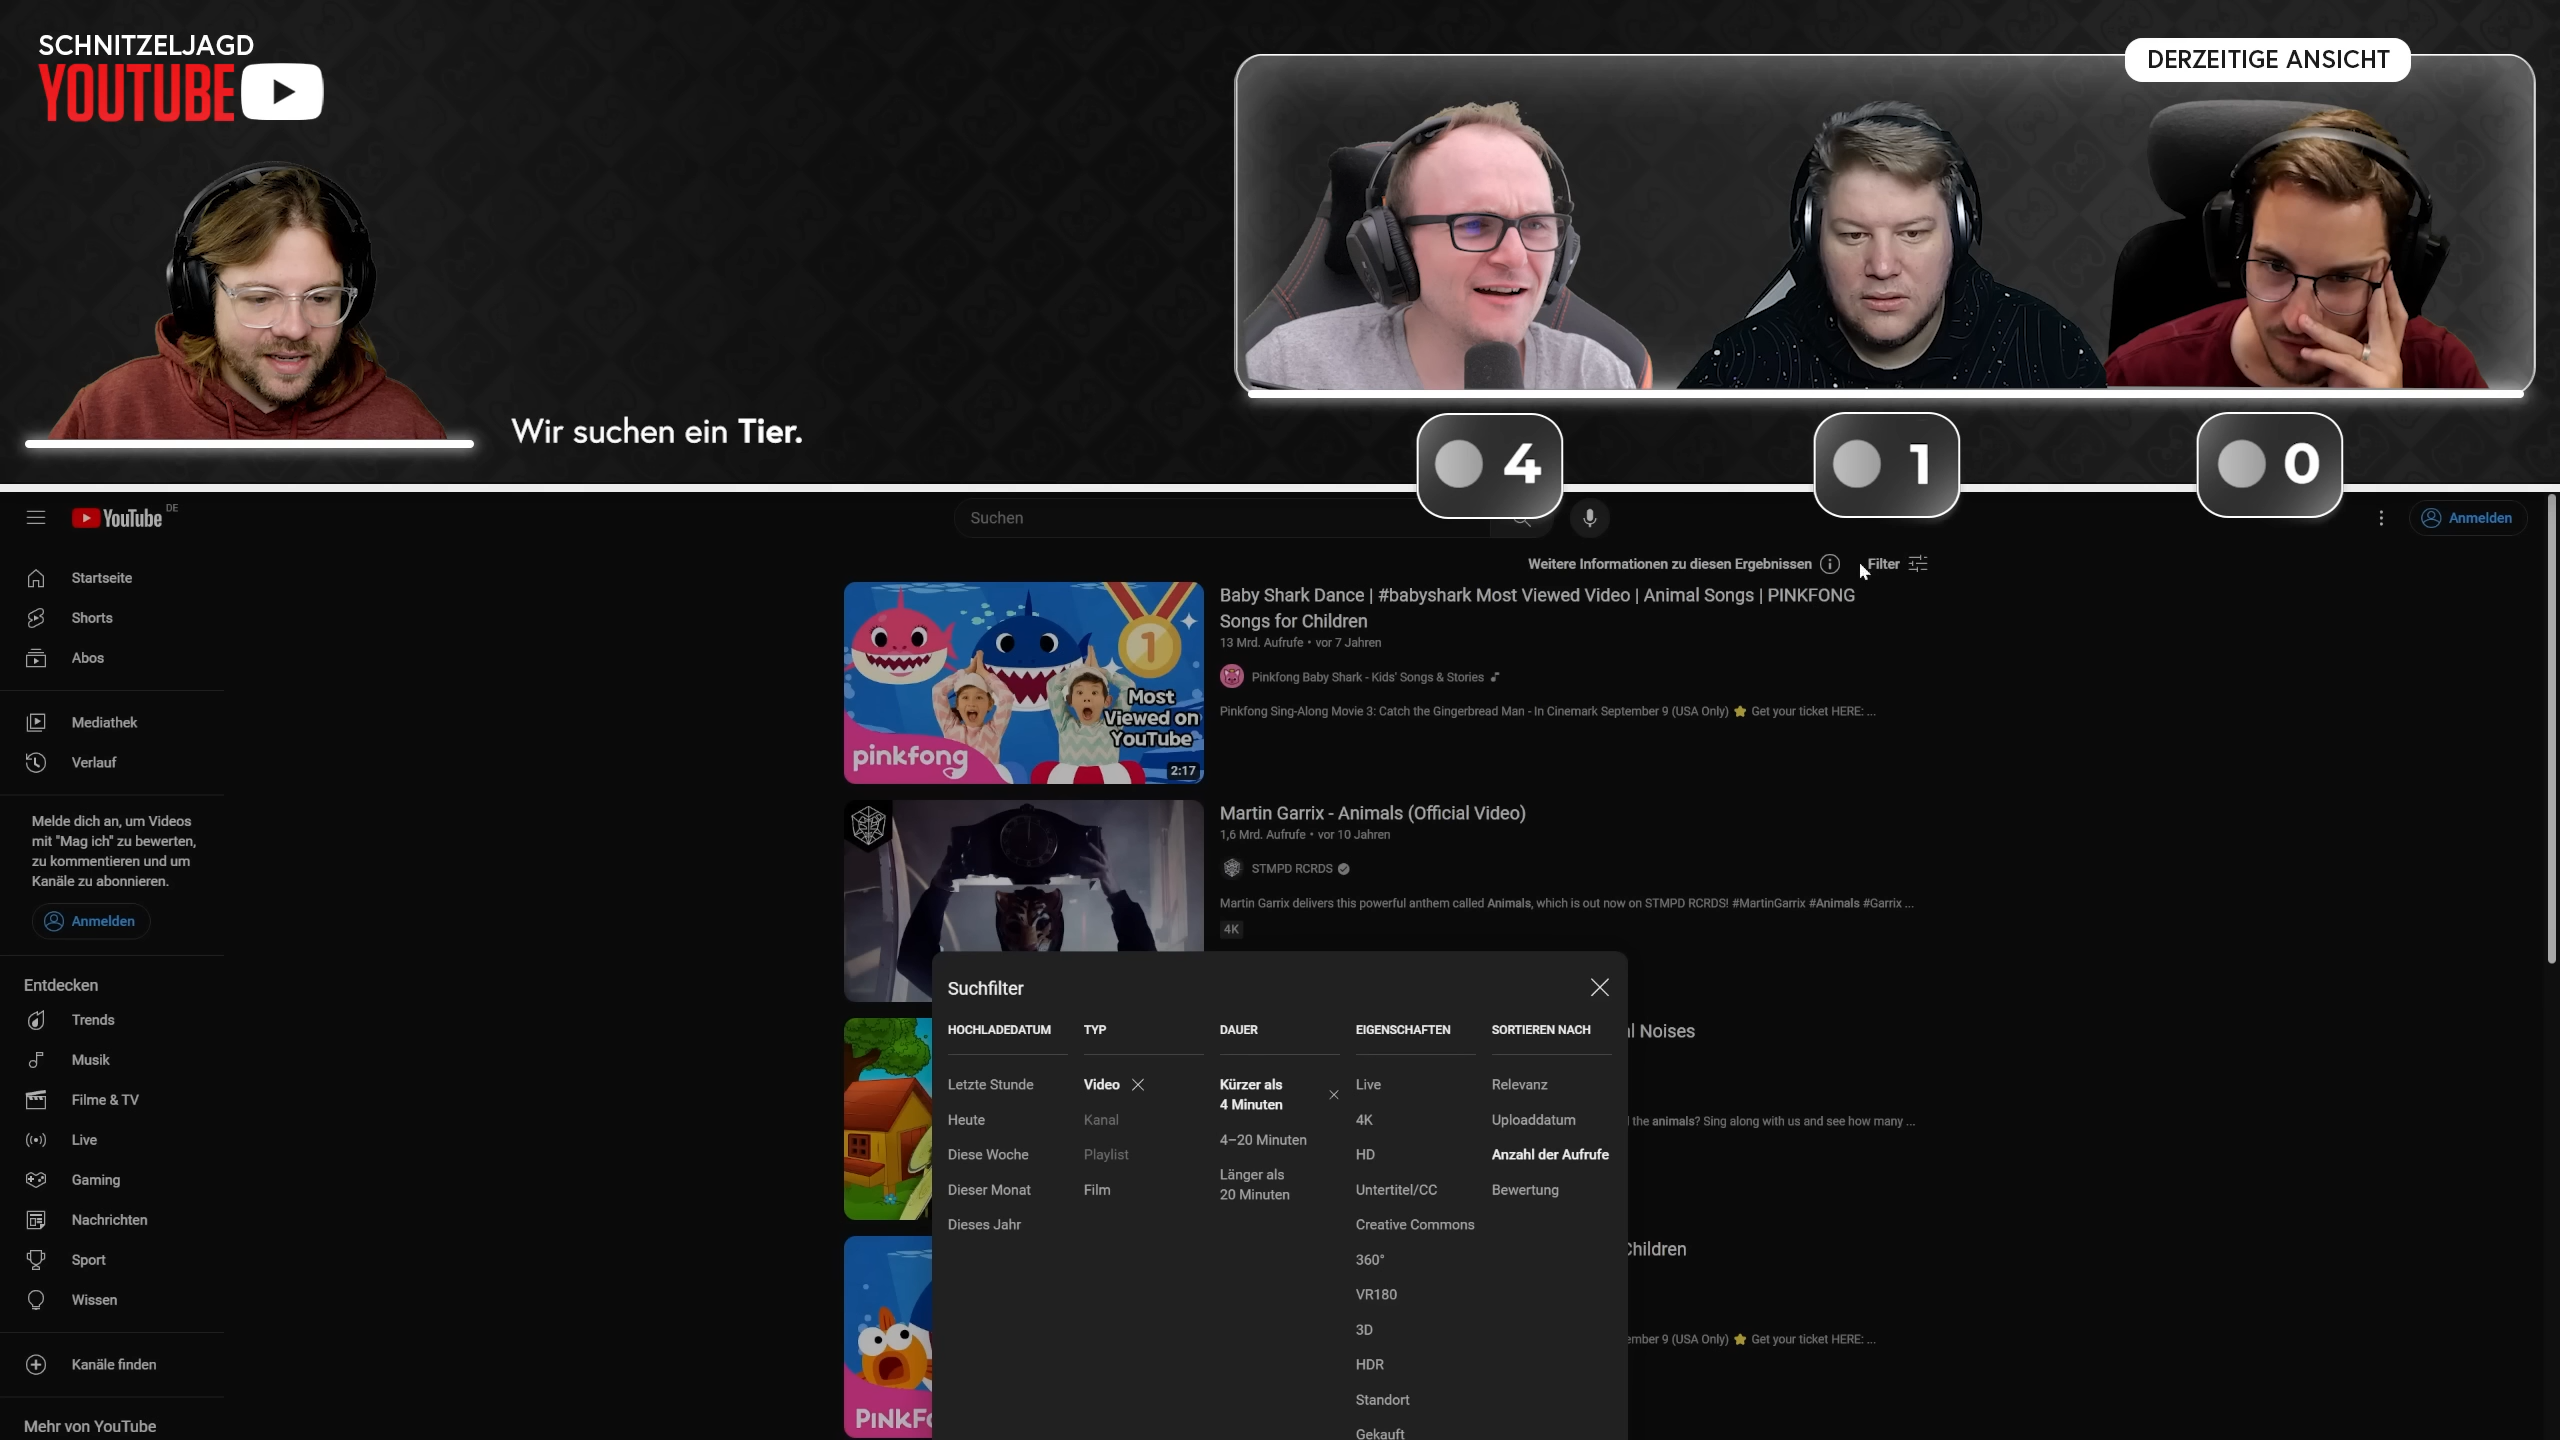 SCHNITZELJAGD
YOUTUBE
DERZEITIGE ANSICHT
Wir suchen ein Tier.
4
1
0
YouTube DE
Suchen
Anmelden
Startseite
Shorts
Abos
Mediathek
Verlauf
Melde dich an, um Videos
mit "Mag ich" zu bewerten,
zu kommentieren und um
Kanäle zu abonnieren.
Anmelden
Entdecken
Trends
Musik
Filme & TV
Live
Gaming
Nachrichten
Sport
Wissen
Kanäle finden
Mehr von YouTube
Weitere Informationen zu diesen Ergebnissen
Filter
1
Most
Viewed on
YouTube
pinkfong
2:17
Baby Shark Dance | #babyshark Most Viewed Video | Animal Songs | PINKFONG
Songs for Children
13 Mrd. Aufrufe • vor 7 Jahren
Pinkfong Baby Shark - Kids' Songs & Stories
Pinkfong Sing-Along Movie 3: Catch the Gingerbread Man - In Cinemark September 9 (USA Only) ⭐ Get your ticket HERE: ...
Martin Garrix - Animals (Official Video)
1,6 Mrd. Aufrufe • vor 10 Jahren
STMPD RCRDS
Martin Garrix delivers this powerful anthem called Animals, which is out now on STMPD RCRDS! #MartinGarrix #Animals #Garrix ...
4K
Noises
the animals? Sing along with us and see how many ...
Children
9 (USA Only) ⭐ Get your ticket HERE: ...
Suchfilter
HOCHLADEDATUM
Letzte Stunde
Heute
Diese Woche
Dieser Monat
Dieses Jahr
TYP
Video
Kanal
Playlist
Film
DAUER
Kürzer als
4 Minuten
4–20 Minuten
Länger als
20 Minuten
EIGENSCHAFTEN
Live
4K
HD
Untertitel/CC
Creative Commons
360°
VR180
3D
HDR
Standort
Gekauft
SORTIEREN NACH
Relevanz
Uploaddatum
Anzahl der Aufrufe
Bewertung